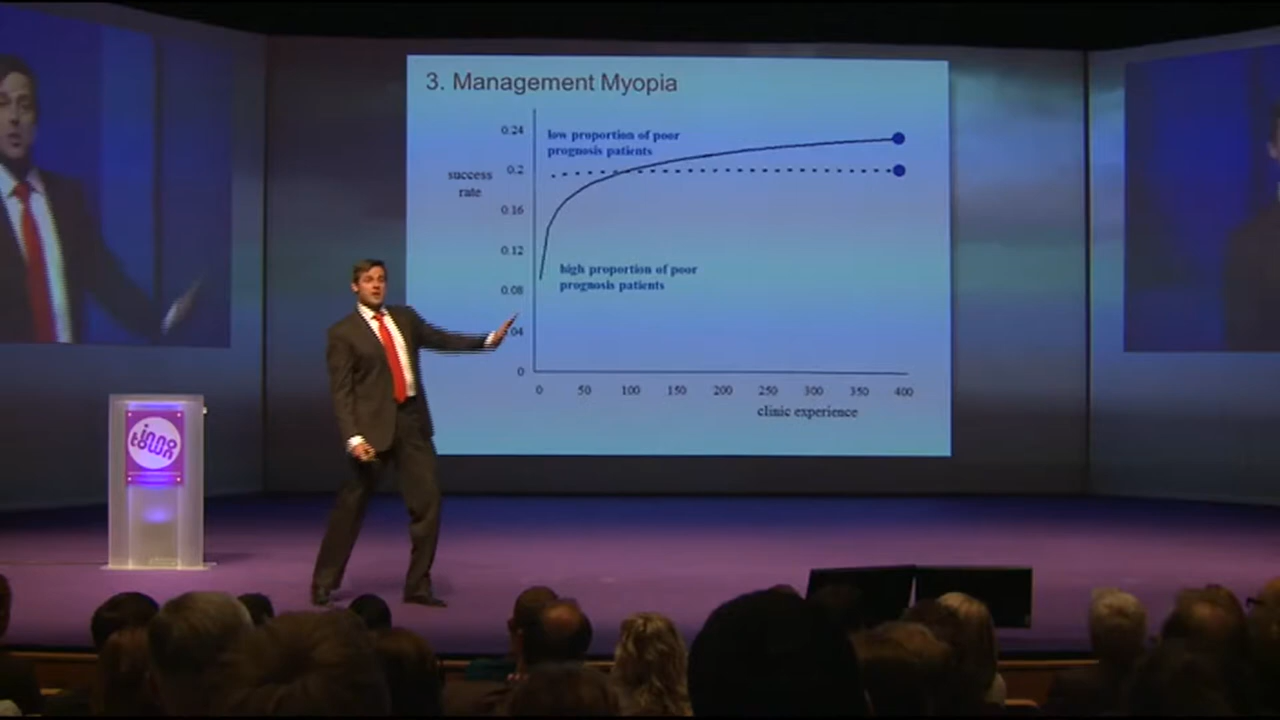 3. Management Myopia
0.24
low proportion of poor
prognosis patients
success
rate
0.2
0.16
0.12
high proportion of poor
prognosis patients
0.08
04
0
0
50
100
150
200
250
300
350
400
clinic experience
inno
town